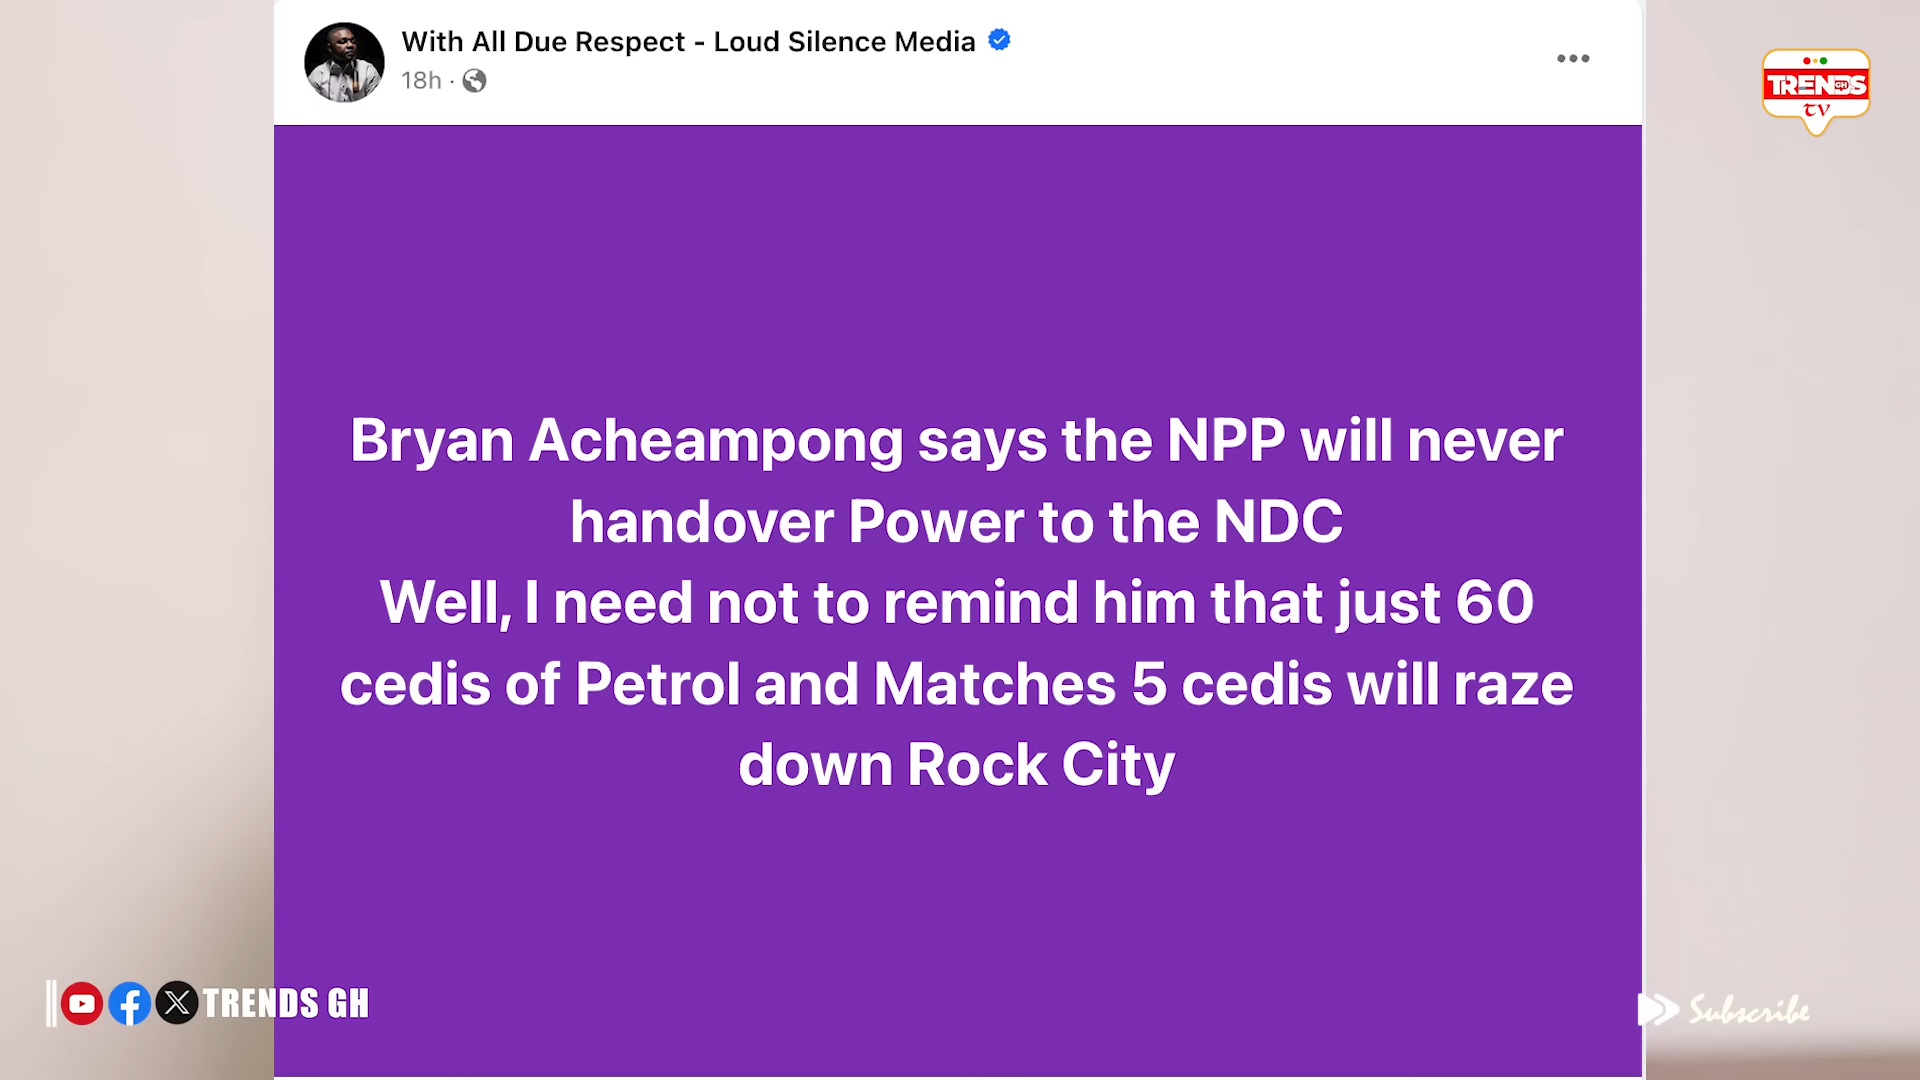 With All Due Respect - Loud Silence Media
18h ·
TRENDS
GH
TV
Bryan Acheampong says the NPP will never
handover Power to the NDC
Well, I need not to remind him that just 60
cedis of Petrol and Matches 5 cedis will raze
down Rock City
TRENDS GH
Subscribe